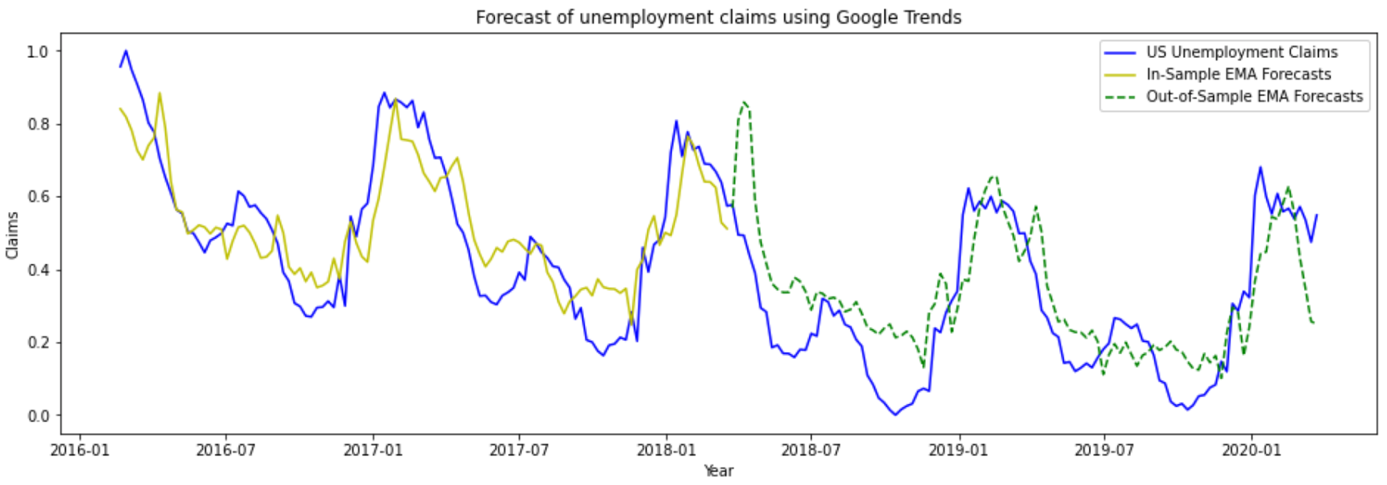 Forecast of unemployment claims using Google Trends
US Unemployment Claims
In-Sample EMA Forecasts
Out-of-Sample EMA Forecasts
1.0
0.8
0.6
0.4
0.2
0.0
Claims
2016-01 2016-07 2017-01 2017-07 2018-01 2018-07 2019-01 2019-07 2020-01
Year